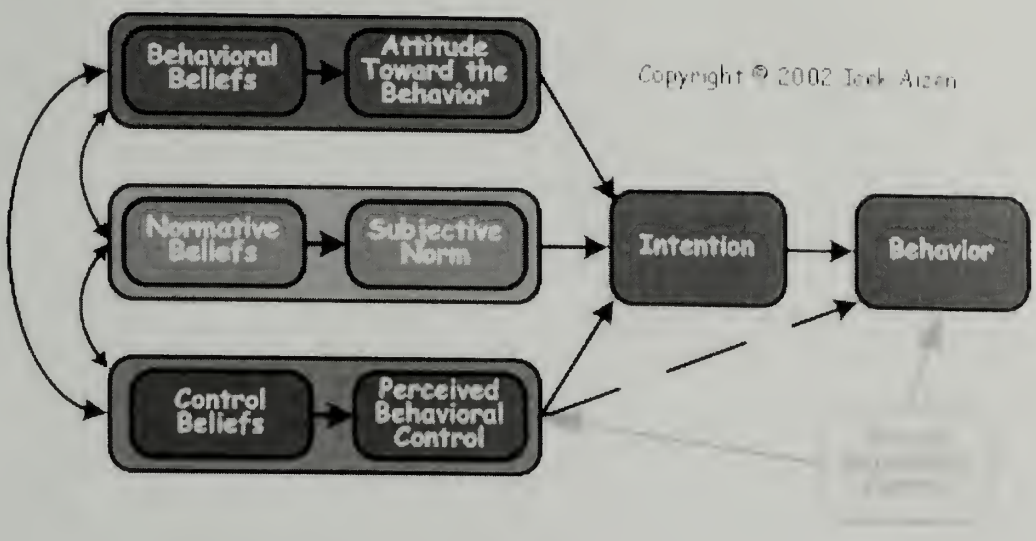 Behavioral
Beliefs
Attitude
Toward the
Behavior
Copyright © 2002 Icek Aizen
Normative
Beliefs
Subjective
Norm
Intention
Behavior
Control
Beliefs
Perceived
Behavioral
Control